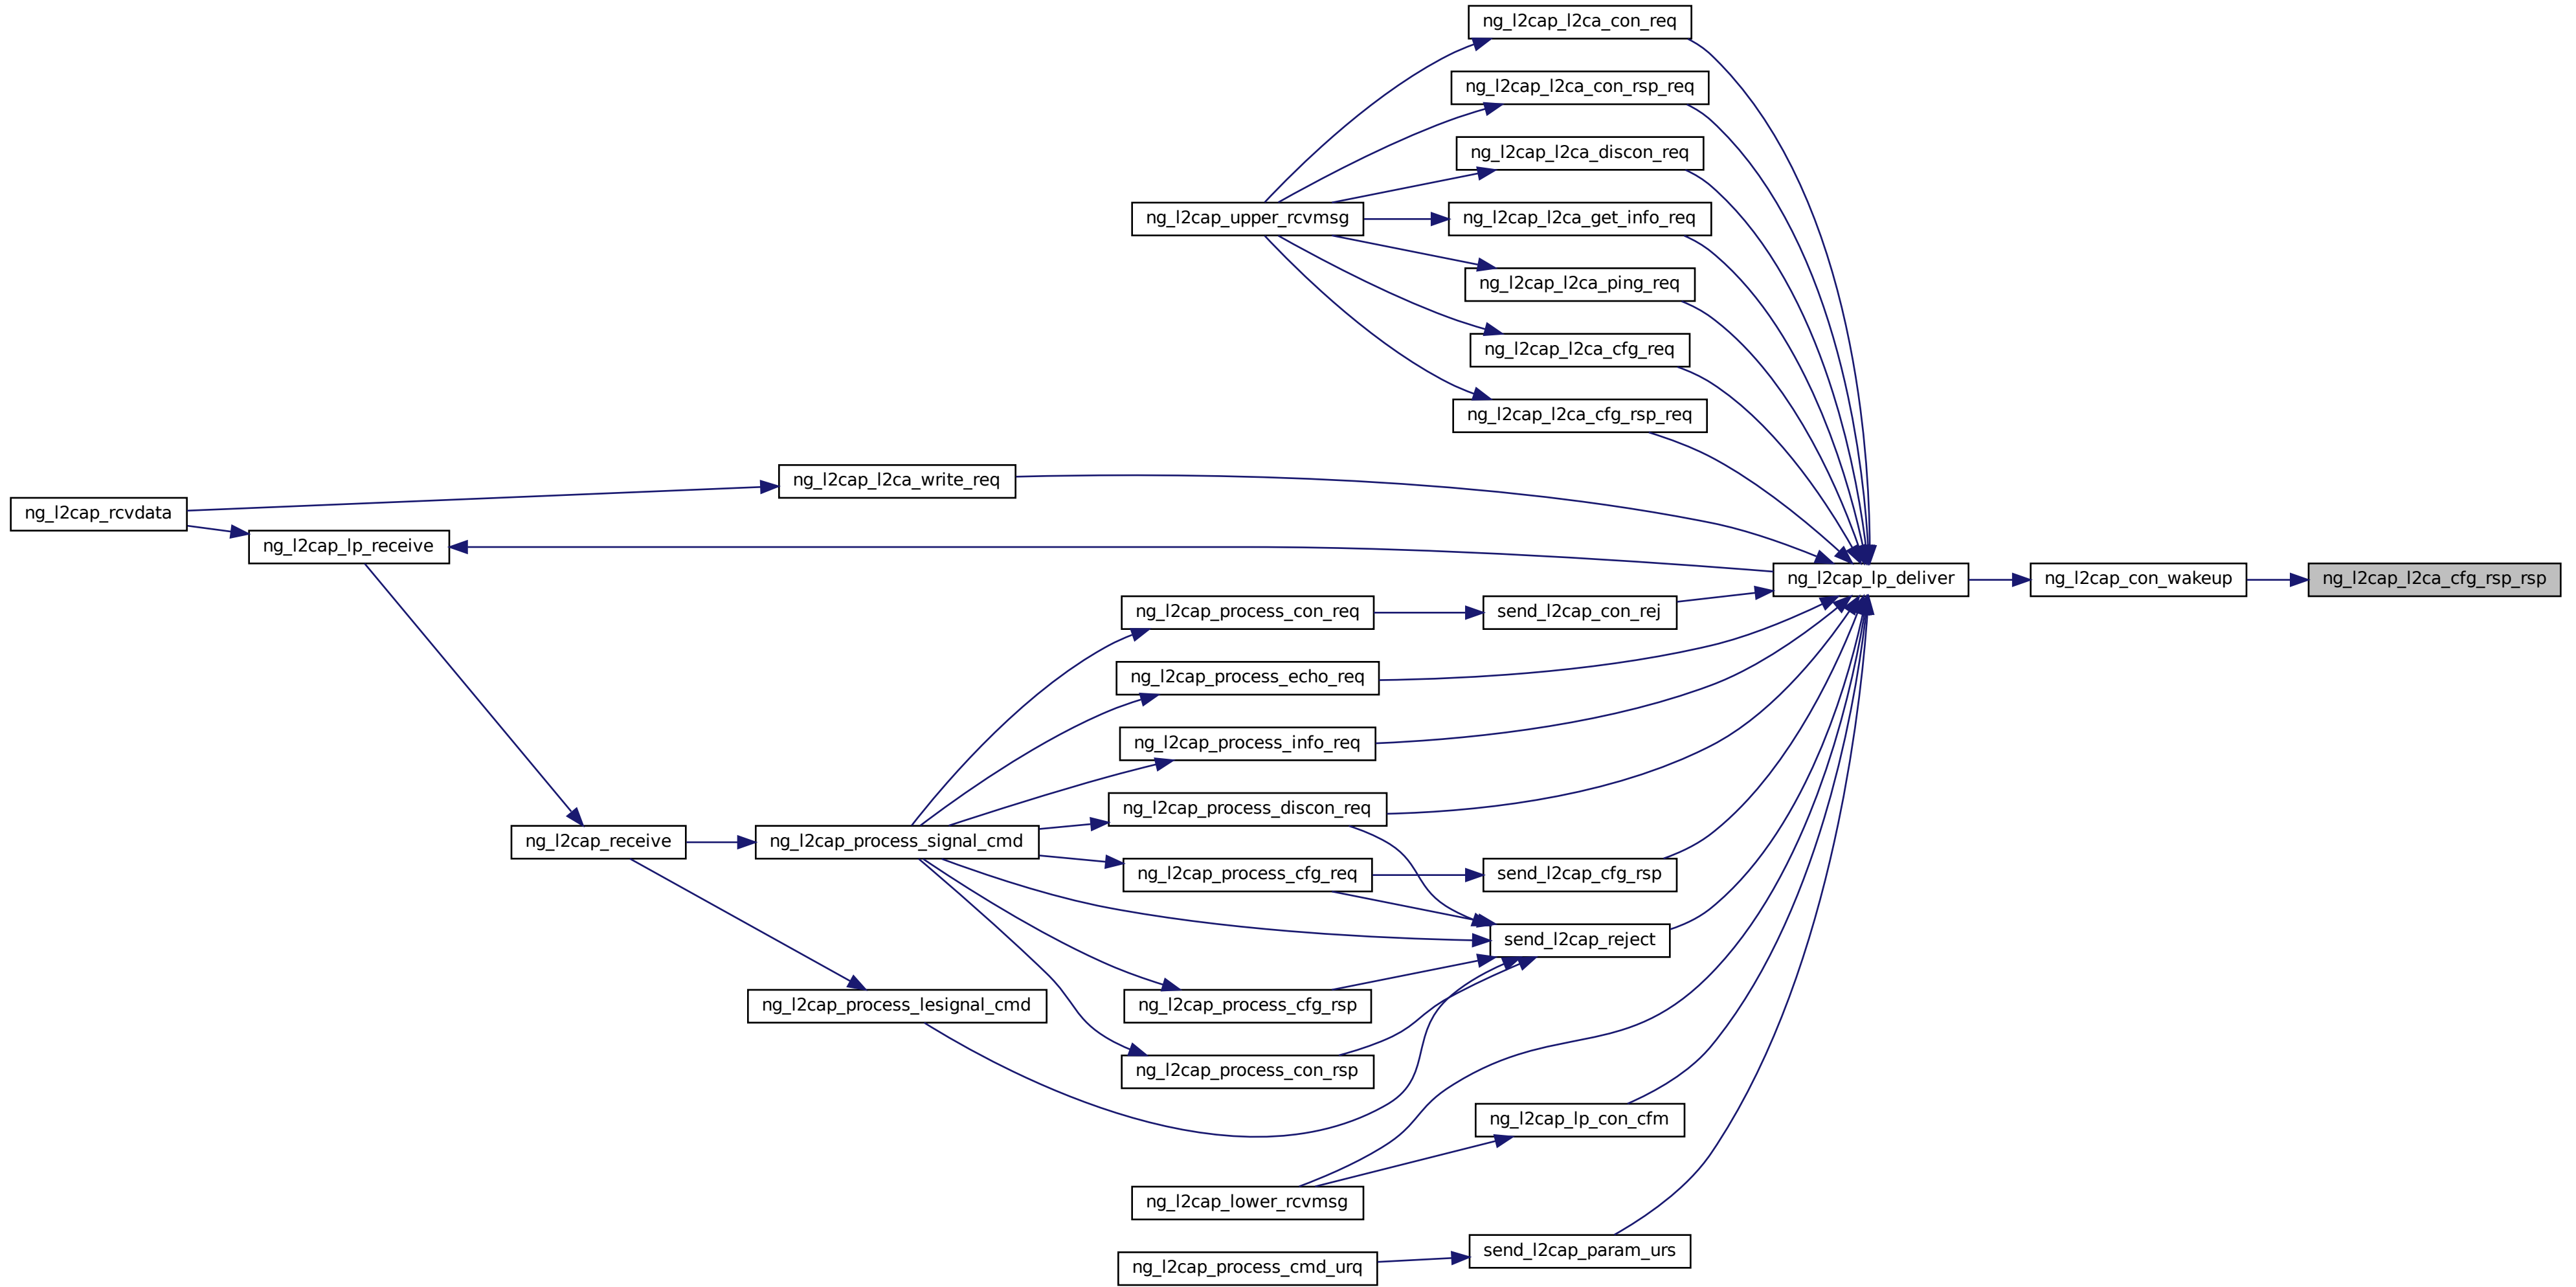 ng_l2cap_l2ca_con_req
ng_l2cap_l2ca_con_rsp_req
ng_l2cap_l2ca_discon_req
ng_l2cap_upper_rcvmsg
ng_l2cap_l2ca_get_info_req
ng_l2cap_l2ca_ping_req
ng_l2cap_l2ca_cfg_req
ng_l2cap_l2ca_cfg_rsp_req
ng_l2cap_l2ca_write_req
ng_l2cap_rcvdata
ng_l2cap_lp_receive
ng_l2cap_lp_deliver
ng_l2cap_con_wakeup
ng_l2cap_l2ca_cfg_rsp_rsp
ng_l2cap_process_con_req
send_l2cap_con_rej
ng_l2cap_process_echo_req
ng_l2cap_process_info_req
ng_l2cap_process_discon_req
ng_l2cap_receive
ng_l2cap_process_signal_cmd
ng_l2cap_process_cfg_req
send_l2cap_cfg_rsp
send_l2cap_reject
ng_l2cap_process_lesignal_cmd
ng_l2cap_process_cfg_rsp
ng_l2cap_process_con_rsp
ng_l2cap_lp_con_cfm
ng_l2cap_lower_rcvmsg
send_l2cap_param_urs
ng_l2cap_process_cmd_urq